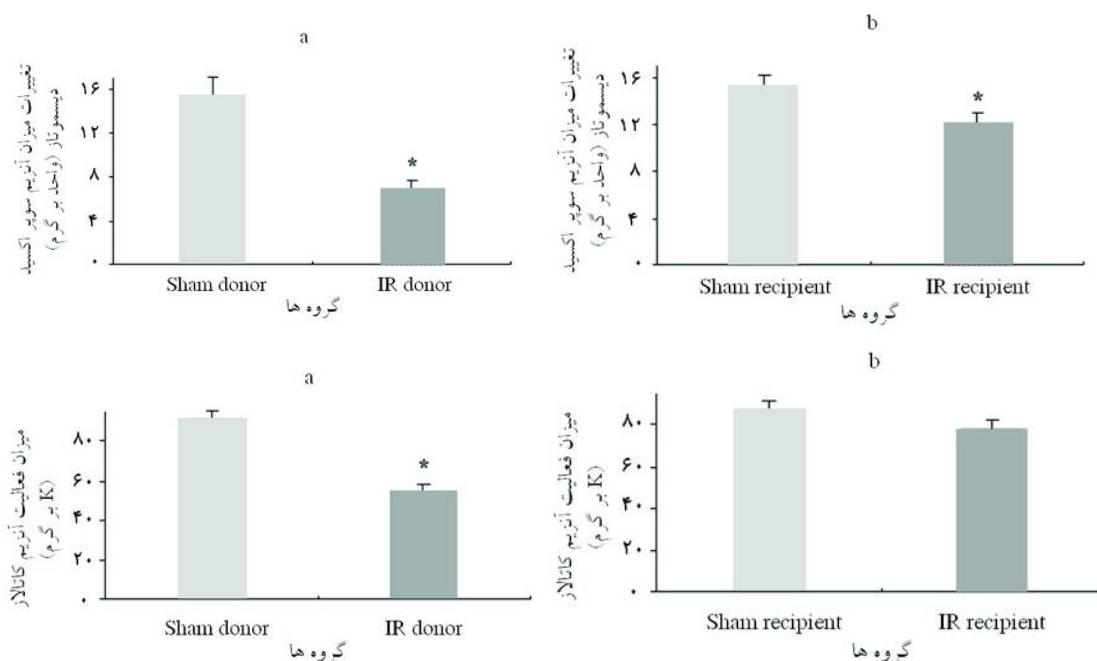 a
تغییرات میزان آنزیم سوپر اکسید
دیسموتاز (واحد بر گرم)
۱۶
۱۲
۸
۴
۰
*
Sham donor IR donor
گروه ها
b
تغییرات میزان آنزیم سوپر اکسید
دیسموتاز (واحد بر گرم)
۱۶
۱۲
۸
۴
۰
*
Sham recipient IR recipient
گروه ها
a
میزان فعالیت آنزیم کاتالاز
(K بر گرم)
۸۰
۶۰
۴۰
۲۰
۰
*
Sham donor IR donor
گروه ها
b
میزان فعالیت آنزیم کاتالاز
(K بر گرم)
۸۰
۶۰
۴۰
۲۰
۰
Sham recipient IR recipient
گروه ها